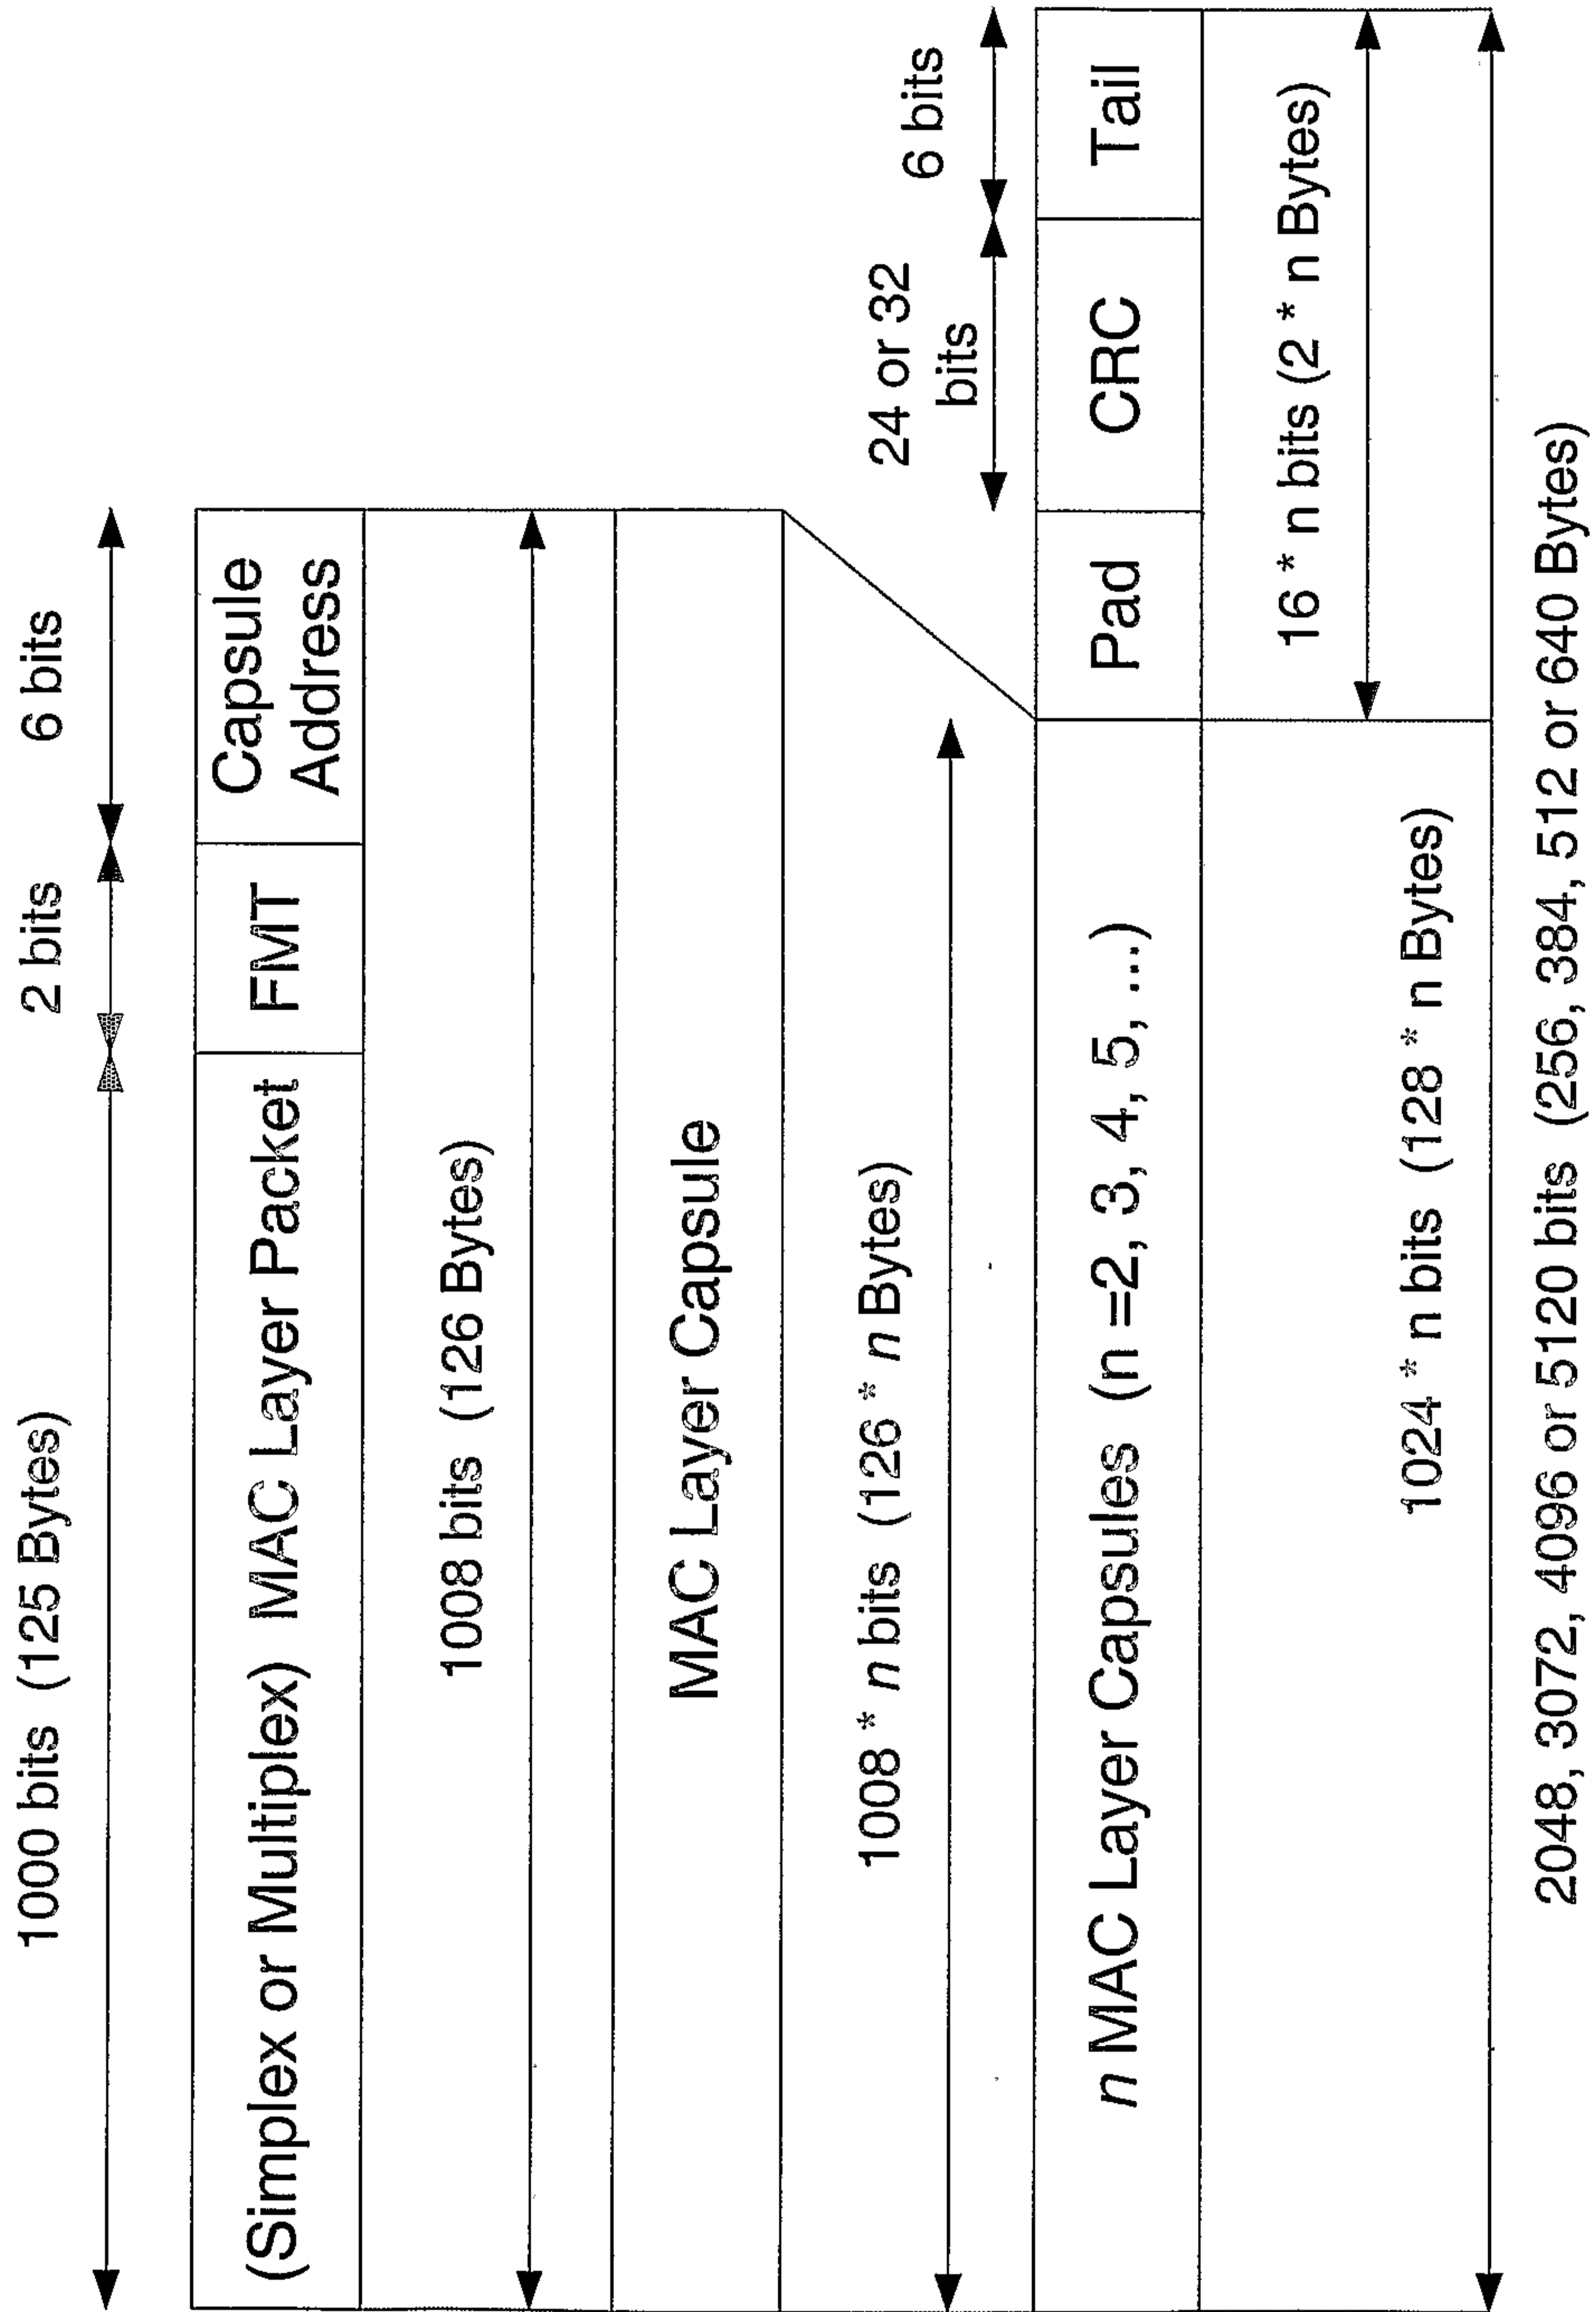 1000 bits (125 Bytes)
2 bits
6 bits
(Simplex or Multiplex) MAC Layer Packet
FMT
Capsule
Address
1008 bits (126 Bytes)
MAC Layer Capsule
1008 * n bits (126 * n Bytes)
24 or 32
bits
6 bits
n MAC Layer Capsules (n =2, 3, 4, 5, ...)
Pad
CRC
Tail
16 * n bits (2 * n Bytes)
1024 * n bits (128 * n Bytes)
2048, 3072, 4096 or 5120 bits (256, 384, 512 or 640 Bytes)